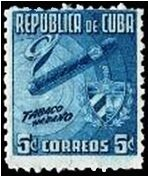 REPUBLICA DE CUBA
TABACO
HABANO
5¢ CORREOS 5¢